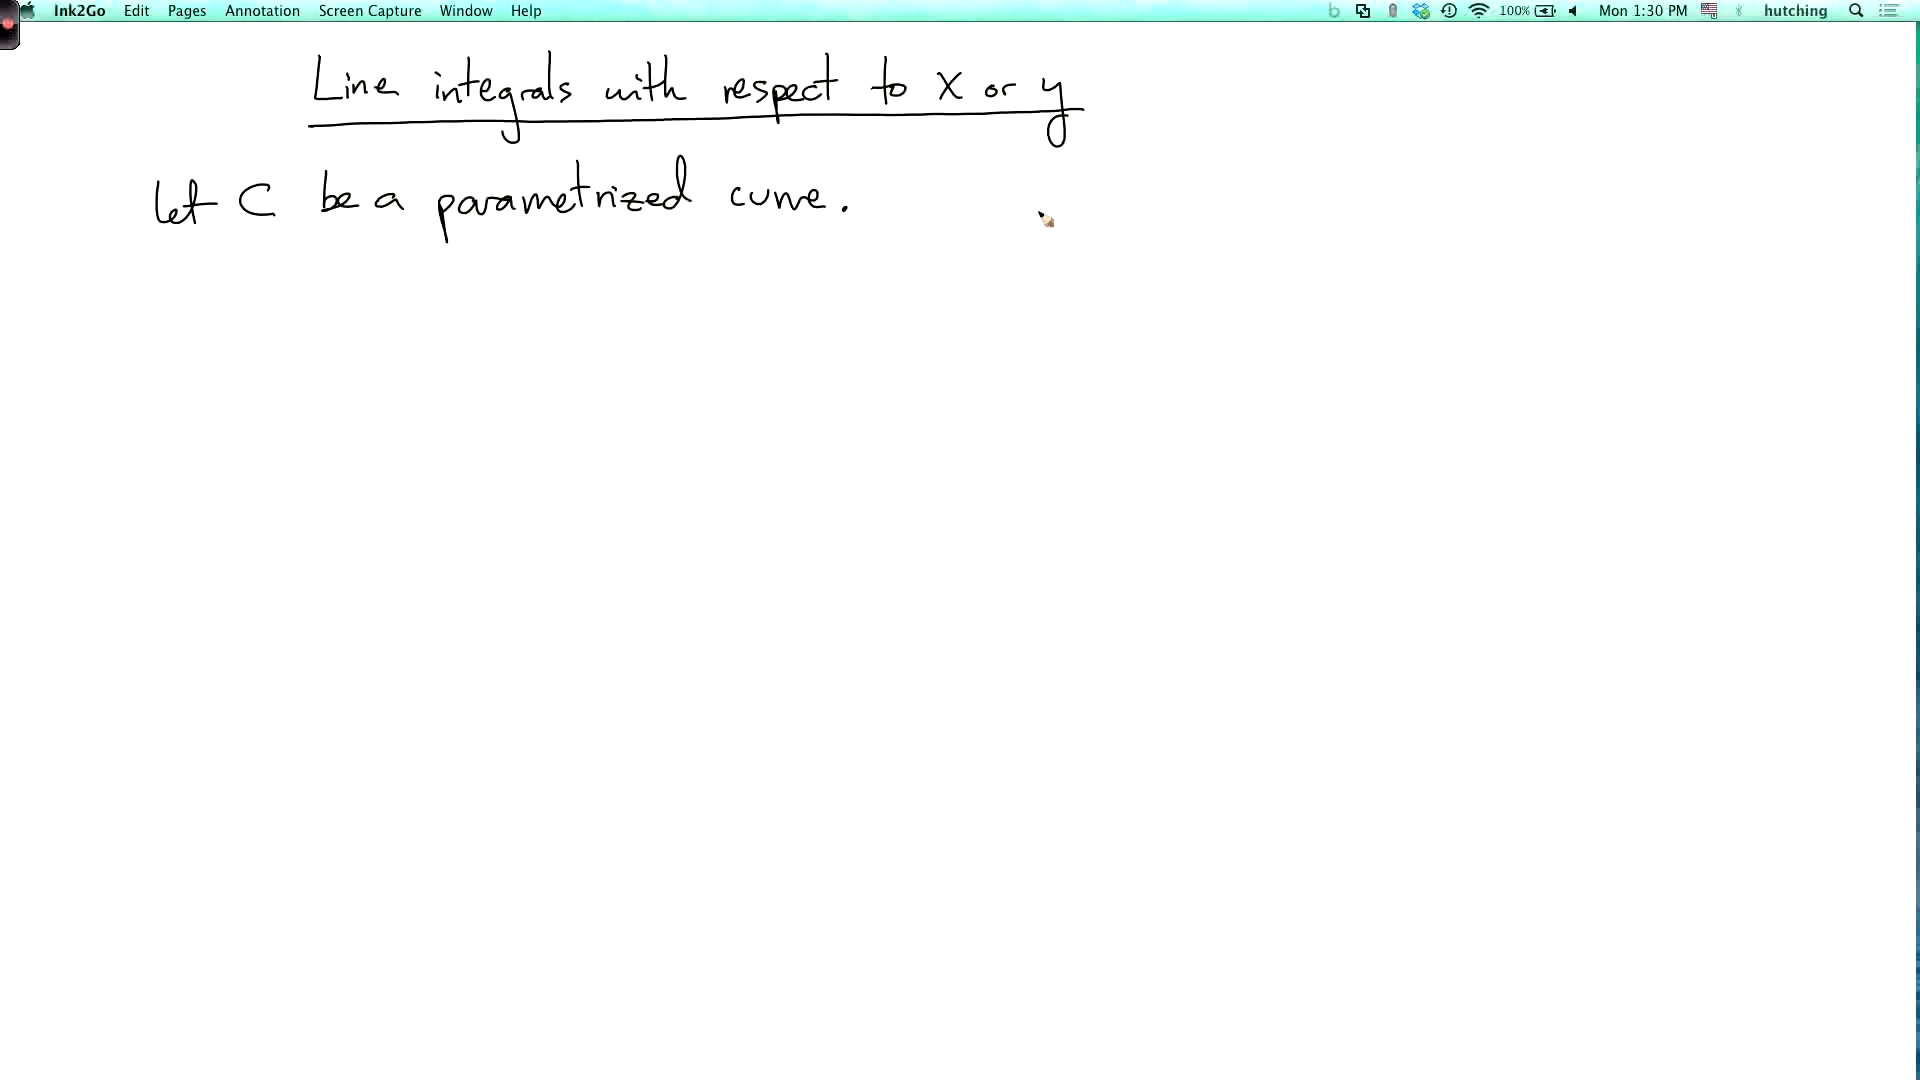 Ink2Go Edit Pages Annotation Screen Capture Window Help 100% Mon 1:30 PM hutching
Line integrals with respect to x or y
Let C be a parametrized curve.